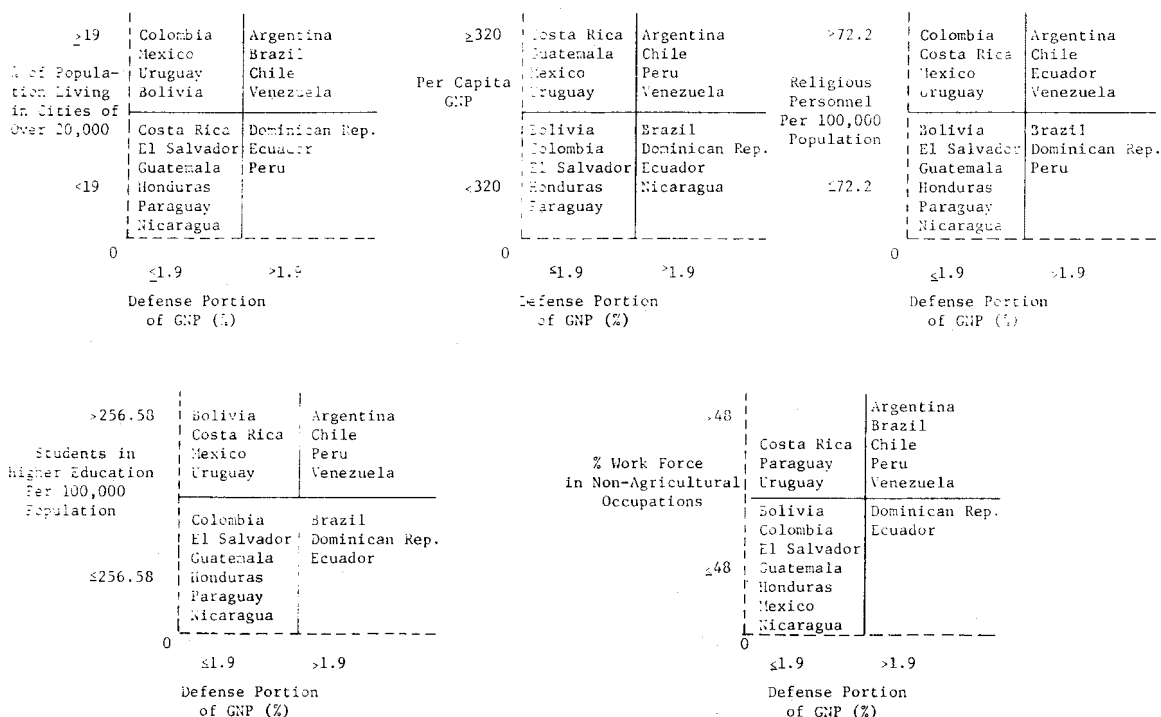 ≥19
% of Popula-
tion Living
in Cities of
Over 20,000
<19
Colombia
Mexico
Uruguay
Bolivia
Argentina
Brazil
Chile
Venezuela
Costa Rica
El Salvador
Guatemala
Honduras
Paraguay
Nicaragua
Dominican Rep.
Ecuador
Peru
0
≤1.9
>1.9
Defense Portion
of GNP (%)
≥320
Per Capita
GNP
<320
Costa Rica
Guatemala
Mexico
Uruguay
Argentina
Chile
Peru
Venezuela
Bolivia
Colombia
El Salvador
Honduras
Paraguay
Brazil
Dominican Rep.
Ecuador
Nicaragua
0
≤1.9
>1.9
Defense Portion
of GNP (%)
>72.2
Religious
Personnel
Per 100,000
Population
≤72.2
Colombia
Costa Rica
Mexico
Uruguay
Argentina
Chile
Ecuador
Venezuela
Bolivia
El Salvador
Guatemala
Honduras
Paraguay
Nicaragua
Brazil
Dominican Rep.
Peru
0
≤1.9
>1.9
Defense Portion
of GNP (%)
>256.58
Students in
Higher Education
Per 100,000
Population
≤256.58
Bolivia
Costa Rica
Mexico
Uruguay
Argentina
Chile
Peru
Venezuela
Colombia
El Salvador
Guatemala
Honduras
Paraguay
Nicaragua
Brazil
Dominican Rep.
Ecuador
0
≤1.9
>1.9
Defense Portion
of GNP (%)
>48
% Work Force
in Non-Agricultural
Occupations
≤48
Costa Rica
Paraguay
Uruguay
Argentina
Brazil
Chile
Peru
Venezuela
Bolivia
Colombia
El Salvador
Guatemala
Honduras
Mexico
Nicaragua
Dominican Rep.
Ecuador
0
≤1.9
>1.9
Defense Portion
of GNP (%)